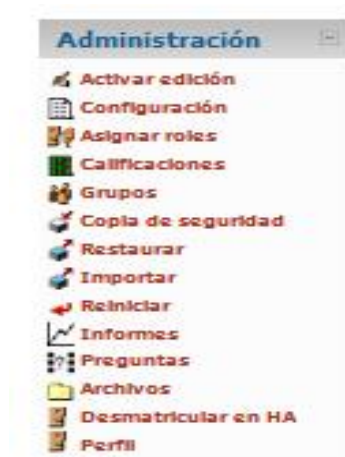 Administración
Activar edición
Configuración
Asignar roles
Calificaciones
Grupos
Copia de seguridad
Restaurar
Importar
Reiniciar
Informes
Preguntas
Archivos
Desmatricular en HA
Perfil